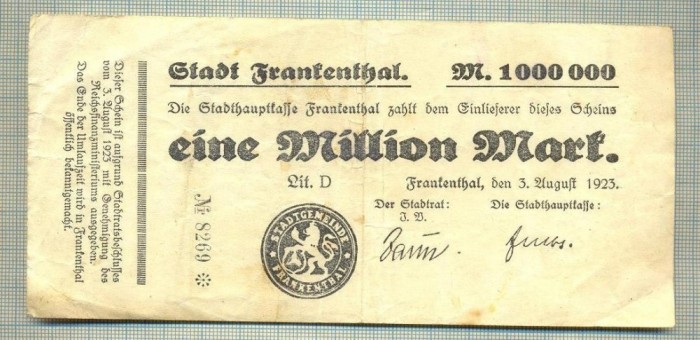 Dieser Schein ist aufgrund Stadtratsbeschlusses
vom 3. August 1923 mit Genehmigung des
Reichsfinanzministeriums ausgegeben.
Das Ende der Umlaufzeit wird in Frankenthal
öffentlich bekanntgemacht.
Stadt Frankenthal. M. 1000 000
Die Stadthauptkasse Frankenthal zahlt dem Einlieferer dieses Scheins
eine Million Mark.
Lit. D Frankenthal, den 3. August 1923.
Der Stadtrat: Die Stadthauptkasse:
J. V.
№ 8269 ※
STADTGEMEINDE
FRANKENTHAL